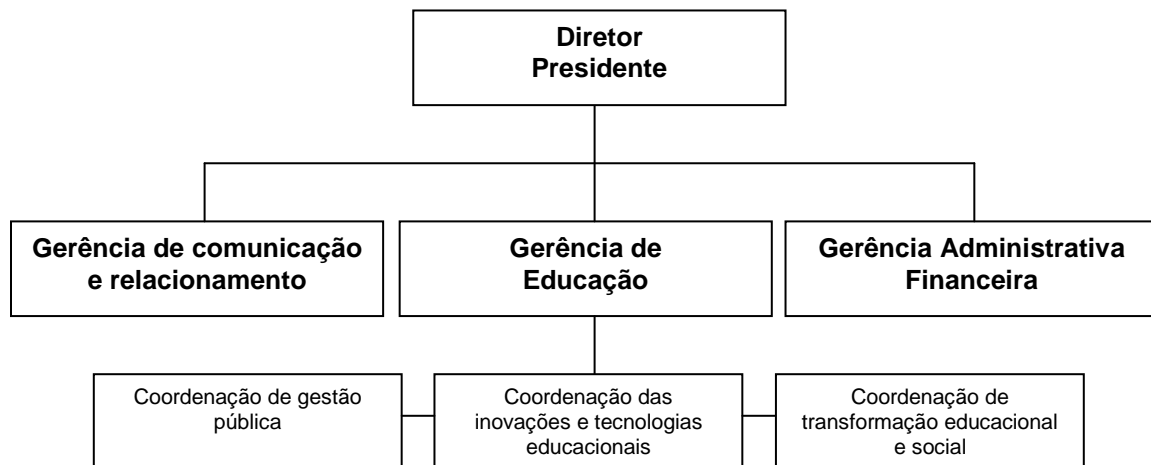 Diretor
Presidente
Gerência de comunicação
e relacionamento
Gerência de
Educação
Gerência Administrativa
Financeira
Coordenação de gestão
pública
Coordenação das
inovações e tecnologias
educacionais
Coordenação de
transformação educacional
e social